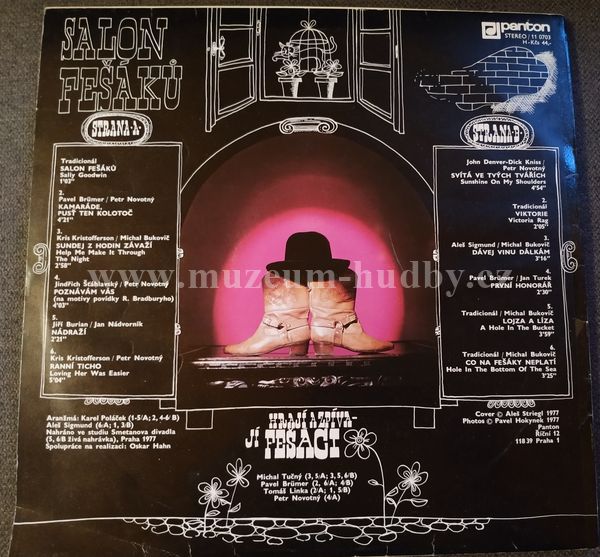 SALON
FEŠÁKŮ
panton
STEREO / 11 0703
H - Kčs 44,-
STRANA·A·
Tradicionál
SALON FEŠÁKŮ
Sally Goodwin
1'07"
2.
Pavel Brümer / Petr Novotný
KAMARÁDE,
PUSŤ TEN KOLOTOČ
4'21"
3.
Kris Kristofferson / Michal Bukovič
SUNDEJ Z HODIN ZÁVAŽÍ
Help Me Make It Through
The Night
2'58"
4.
Jindřich Šťáhlavský / Petr Novotný
POZNÁVÁM VÁS
(na motivy povídky R. Bradburyho)
4'03"
5.
Jiří Burian / Jan Nádvorník
NÁDRAŽÍ
2'25"
6.
Kris Kristofferson / Petr Novotný
RANNÍ TICHO
Loving Her Was Easier
5'04"
STRANA·B·
John Denver-Dick Kniss /
Petr Novotný
SVÍTÁ VE TVÝCH TVÁŘÍCH
Sunshine On My Shoulders
4'54"
2.
Tradicionál
VIKTORIE
Victoria Rag
2'05"
3.
Aleš Sigmund / Michal Bukovič
DÁVEJ VINU DÁLKÁM
3'16"
4.
Pavel Brümer / Jan Turek
PRVNÍ HONORÁŘ
2'30"
5.
Tradicionál / Michal Bukovič
LOJZA A LÍZA
A Hole In The Bucket
3'59"
6.
Tradicionál / Michal Bukovič
CO NA FEŠÁKY NEPLATÍ
Hole In The Bottom Of The Sea
3'25"
www.muzeum-hudby.cz
Aranžmá: Karel Poláček (1-5/A; 2, 4-6/B)
Aleš Sigmund (6/A; 1, 3/B)
Nahráno ve studiu Smetanova divadla
(5, 6/B živá nahrávka), Praha 1977
Spolupráce na realizaci: Oskar Hahn
HRAJÍ A ZPÍVA-
JÍ FEŠÁCI
Michal Tučný (3, 5/A; 3, 5, 6/B)
Pavel Brümer (2, 6/A; 4/B)
Tomáš Linka (2/A; 1, 5/B)
Petr Novotný (4/A)
Cover © Aleš Striegl 1977
Photos © Pavel Hokynek 1977
Panton
Říční 12
118 39 Praha 1